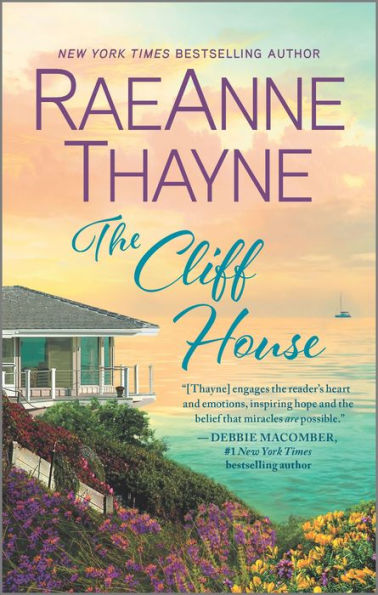 NEW YORK TIMES BESTSELLING AUTHOR
RAEANNE
THAYNE
The
Cliff
House
“[Thayne] engages the reader’s heart
and emotions, inspiring hope and the
belief that miracles are possible.”
—DEBBIE MACOMBER,
#1 New York Times
bestselling author